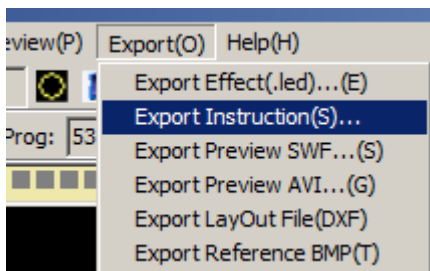 eview(P) Export(O) Help(H)
Export Effect(.led)...(E)
Export Instruction(S)...
Prog: 53
Export Preview SWF...(S)
Export Preview AVI...(G)
Export LayOut File(DXF)
Export Reference BMP(T)